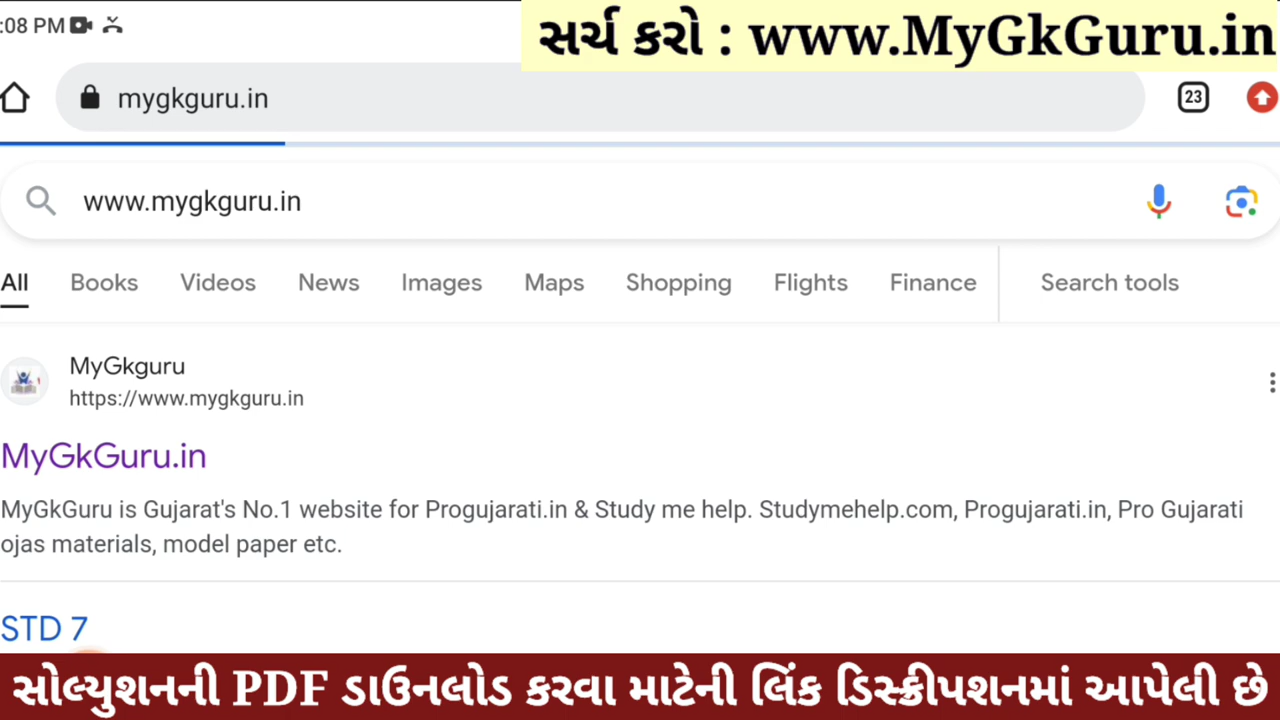 :08 PM
સર્ચ કરો : www.MyGkGuru.in
mygkguru.in
23
www.mygkguru.in
All Books Videos News Images Maps Shopping Flights Finance Search tools
MyGkguru
https://www.mygkguru.in
MyGkGuru.in
MyGkGuru is Gujarat's No.1 website for Progujarati.in & Study me help. Studymehelp.com, Progujarati.in, Pro Gujarati
ojas materials, model paper etc.
STD 7
સોલ્યુશનની PDF ડાઉનલોડ કરવા માટેની લિંક ડિસ્ક્રીપશનમાં આપેલી છે